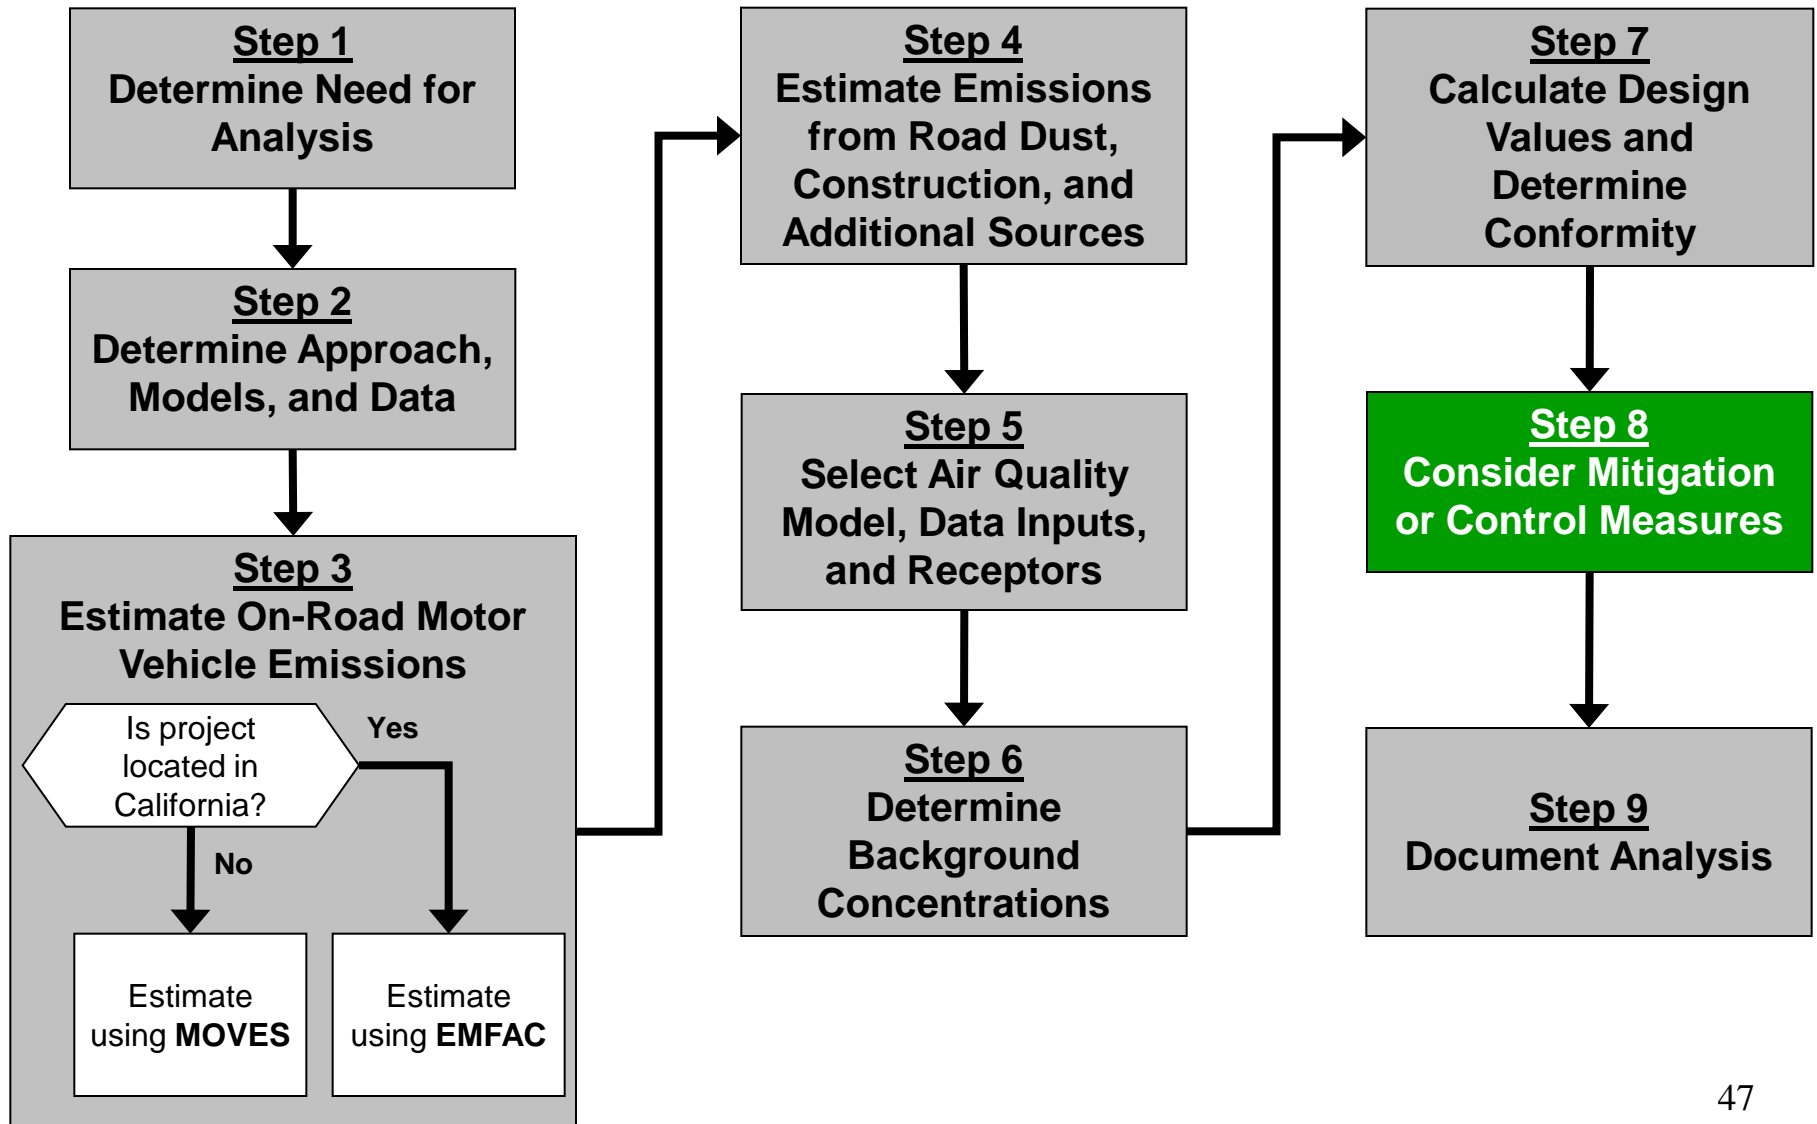 Step 1
Determine Need for
Analysis
Step 2
Determine Approach,
Models, and Data
Step 3
Estimate On-Road Motor
Vehicle Emissions
Is project
located in
California?
Yes
No
Estimate
using MOVES
Estimate
using EMFAC
Step 4
Estimate Emissions
from Road Dust,
Construction, and
Additional Sources
Step 5
Select Air Quality
Model, Data Inputs,
and Receptors
Step 6
Determine
Background
Concentrations
Step 7
Calculate Design
Values and
Determine
Conformity
Step 8
Consider Mitigation
or Control Measures
Step 9
Document Analysis
47